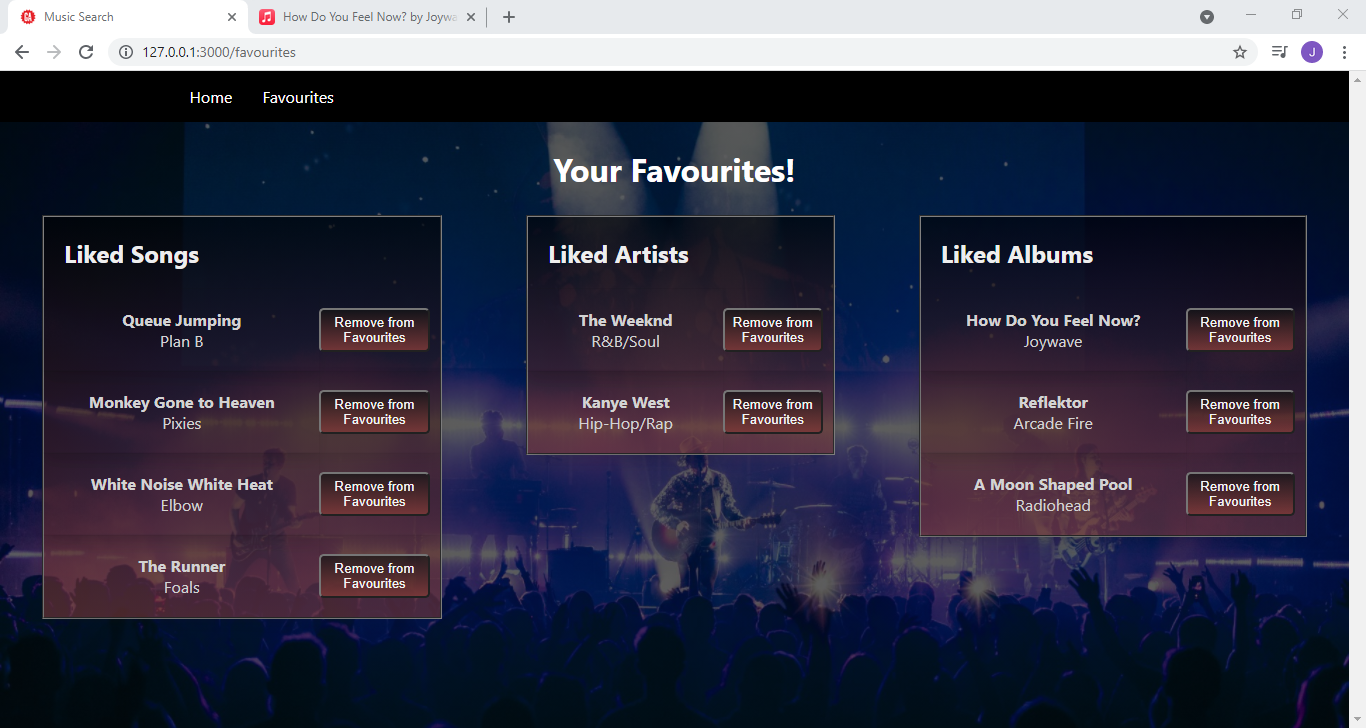 Music Search
How Do You Feel Now? by Joywa
127.0.0.1:3000/favourites
J
Home Favourites
Your Favourites!
Liked Songs
Queue Jumping
Plan B
Remove from
Favourites
Monkey Gone to Heaven
Pixies
Remove from
Favourites
White Noise White Heat
Elbow
Remove from
Favourites
The Runner
Foals
Remove from
Favourites
Liked Artists
The Weeknd
R&B/Soul
Remove from
Favourites
Kanye West
Hip-Hop/Rap
Remove from
Favourites
Liked Albums
How Do You Feel Now?
Joywave
Remove from
Favourites
Reflektor
Arcade Fire
Remove from
Favourites
A Moon Shaped Pool
Radiohead
Remove from
Favourites